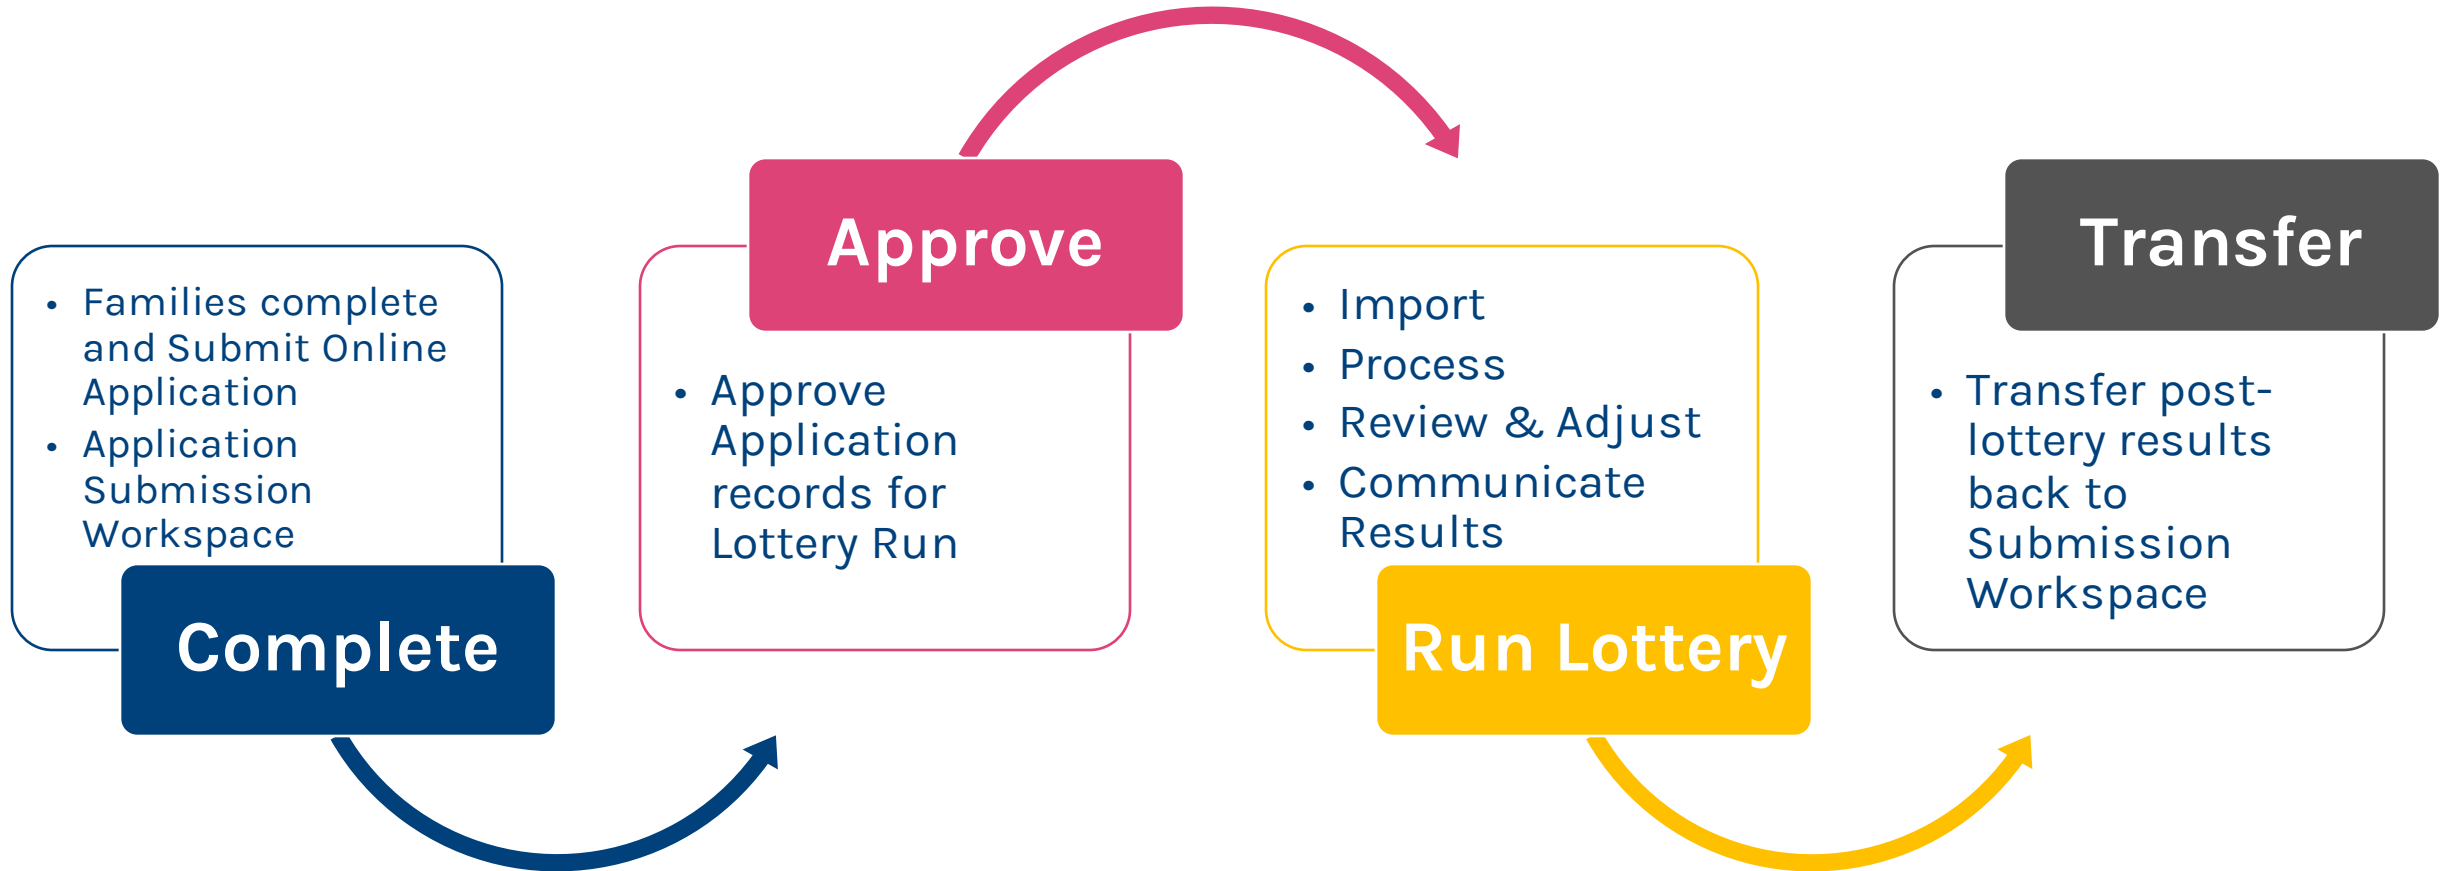 • Families complete
and Submit Online
Application
• Application
Submission
Workspace
Complete
Approve
• Approve
Application
records for
Lottery Run
• Import
• Process
• Review & Adjust
• Communicate
Results
Run Lottery
Transfer
• Transfer post-
lottery results
back to
Submission
Workspace